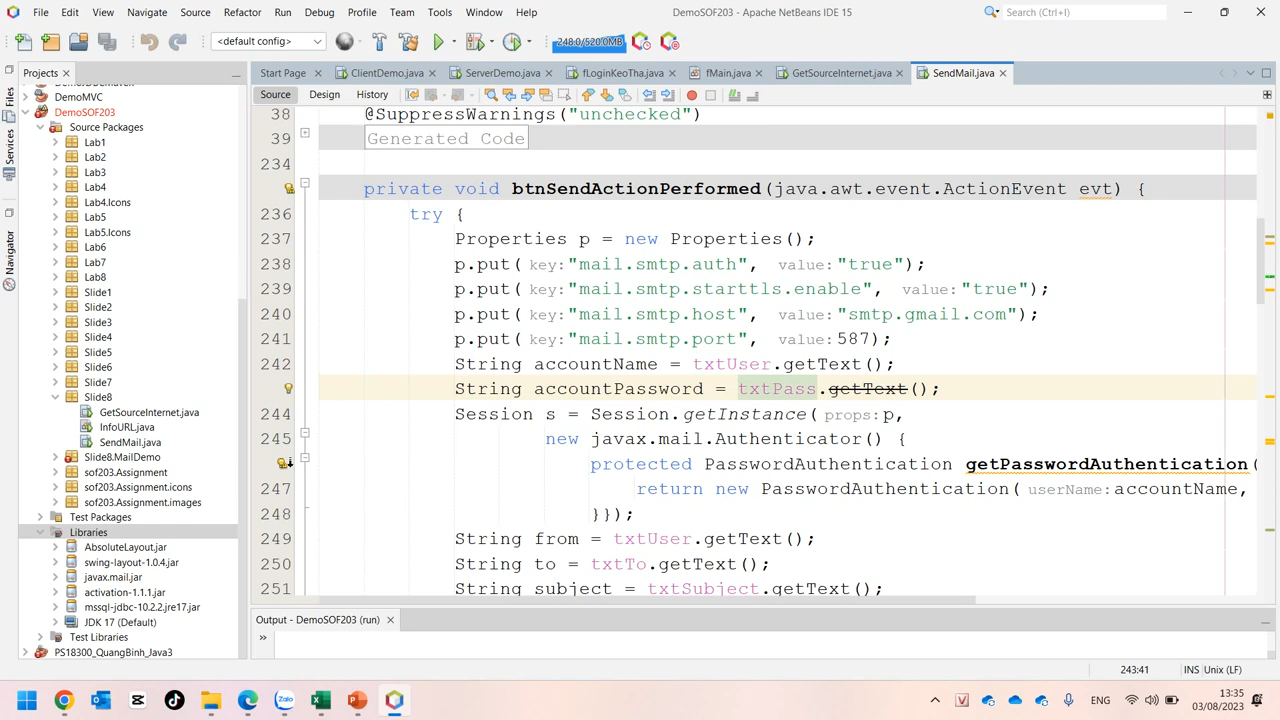 File Edit View Navigate Source Refactor Run Debug Profile Team Tools Window Help
DemoSOF203 - Apache NetBeans IDE 15
Search (Ctrl+I)
<default config>
248.0/520.0MB
Projects
Start Page
ClientDemo.java
ServerDemo.java
fLoginKeoTha.java
fMain.java
GetSourceInternet.java
SendMail.java
Files
Services
Navigator
DemoMVC
DemoSOF203
Source Packages
Lab1
Lab2
Lab3
Lab4
Lab4.Icons
Lab5
Lab5.Icons
Lab6
Lab7
Lab8
Slide1
Slide2
Slide3
Slide4
Slide5
Slide6
Slide7
Slide8
GetSourceInternet.java
InfoURL.java
SendMail.java
Slide8.MailDemo
sof203.Assignment
sof203.Assignment.icons
sof203.Assignment.images
Test Packages
Libraries
AbsoluteLayout.jar
swing-layout-1.0.4.jar
javax.mail.jar
activation-1.1.1.jar
mssql-jdbc-10.2.2.jre17.jar
JDK 17 (Default)
Test Libraries
PS18300_QuangBinh_Java3
Source Design History
38 @SuppressWarnings("unchecked")
39 Generated Code
234
private void btnSendActionPerformed(java.awt.event.ActionEvent evt) {
236 try {
237 Properties p = new Properties();
238 p.put(key:"mail.smtp.auth", value:"true");
239 p.put(key:"mail.smtp.starttls.enable", value:"true");
240 p.put(key:"mail.smtp.host", value:"smtp.gmail.com");
241 p.put(key:"mail.smtp.port", value:587);
242 String accountName = txtUser.getText();
String accountPassword = txtPass.getText();
244 Session s = Session.getInstance(props:p,
245 new javax.mail.Authenticator() {
protected PasswordAuthentication getPasswordAuthentication(
247 return new PasswordAuthentication(userName:accountName,
248 }});
249 String from = txtUser.getText();
250 String to = txtTo.getText();
251 String subject = txtSubject.getText();
Output - DemoSOF203 (run)
243:41 INS Unix (LF)
Zalo
ENG
13:35
03/08/2023